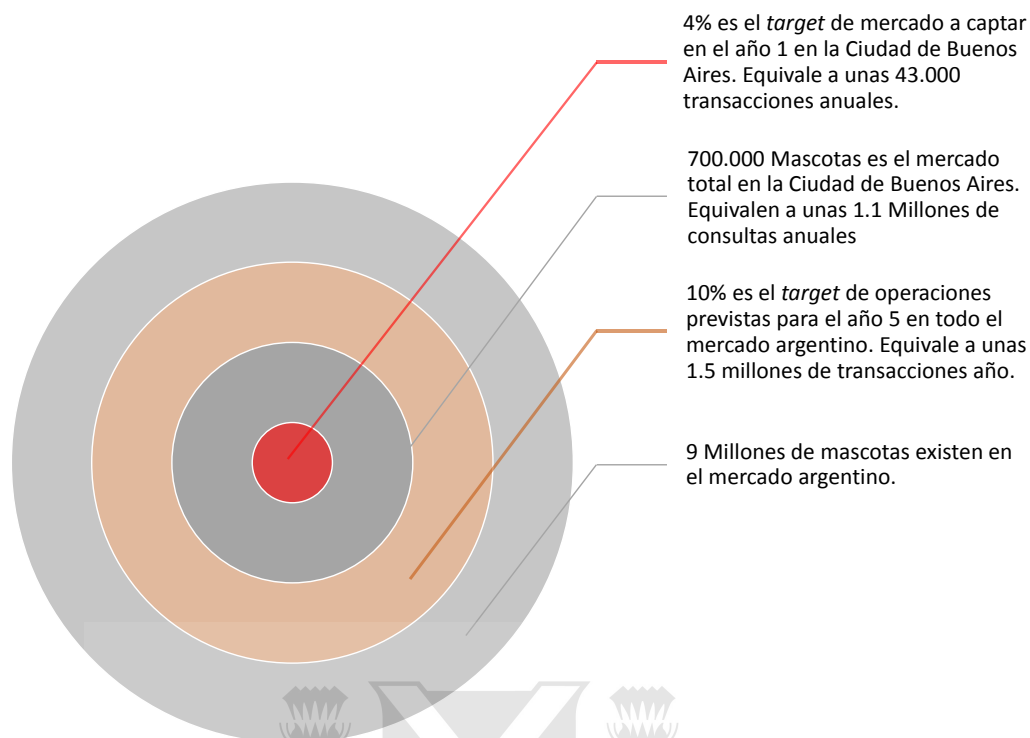 4% es el target de mercado a captar
en el año 1 en la Ciudad de Buenos
Aires. Equivale a unas 43.000
transacciones anuales.
700.000 Mascotas es el mercado
total en la Ciudad de Buenos Aires.
Equivalen a unas 1.1 Millones de
consultas anuales
10% es el target de operaciones
previstas para el año 5 en todo el
mercado argentino. Equivale a unas
1.5 millones de transacciones año.
9 Millones de mascotas existen en
el mercado argentino.